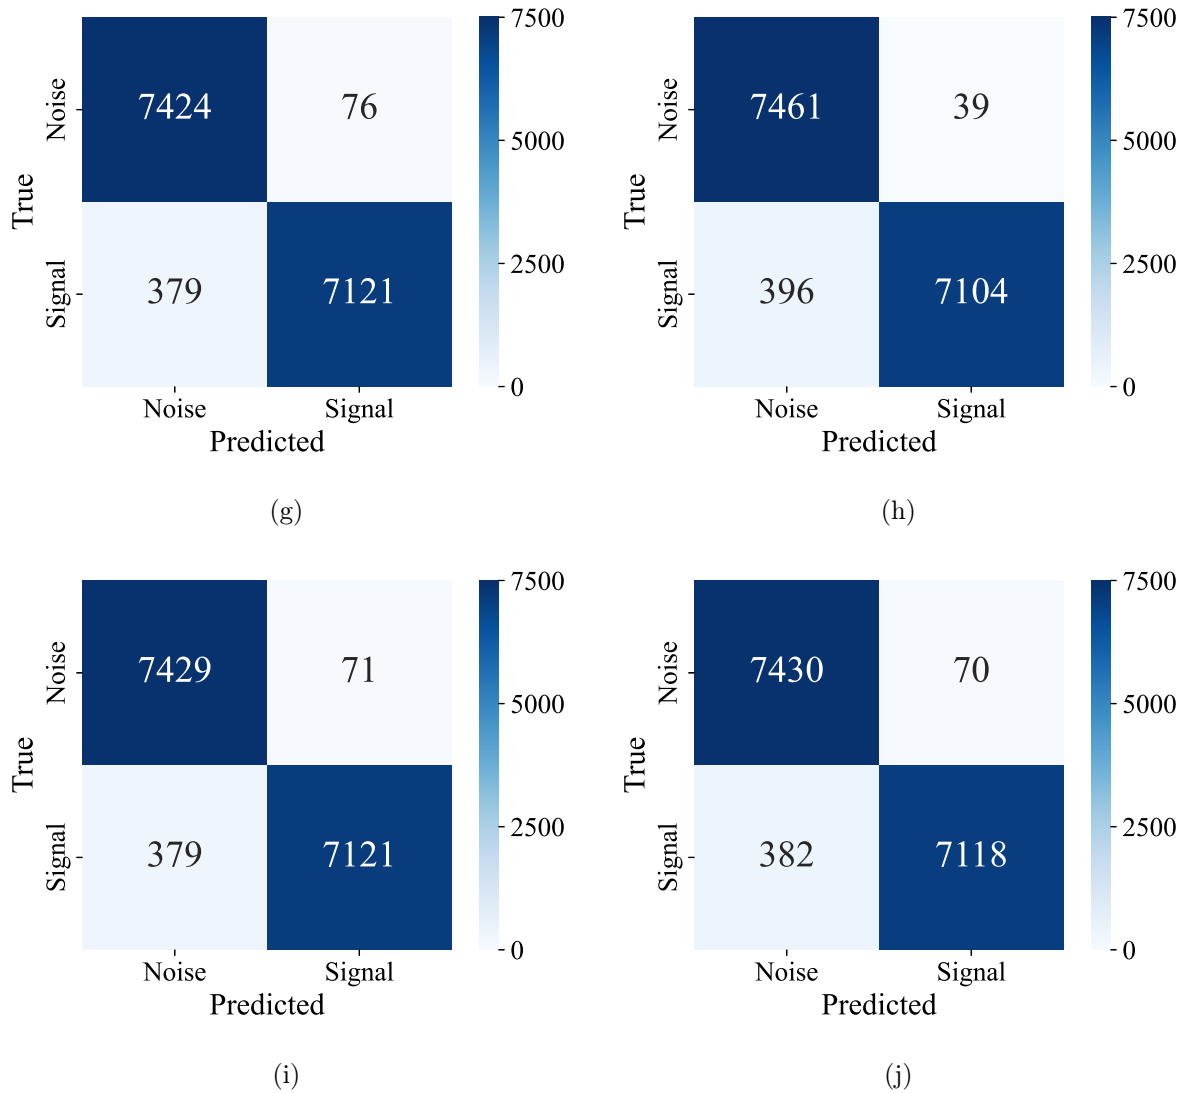 7500
5000
2500
0
True
Noise
Signal
7424 76
379 7121
Noise Signal
Predicted
(g)
7500
5000
2500
0
True
Noise
Signal
7461 39
396 7104
Noise Signal
Predicted
(h)
7500
5000
2500
0
True
Noise
Signal
7429 71
379 7121
Noise Signal
Predicted
(i)
7500
5000
2500
0
True
Noise
Signal
7430 70
382 7118
Noise Signal
Predicted
(j)